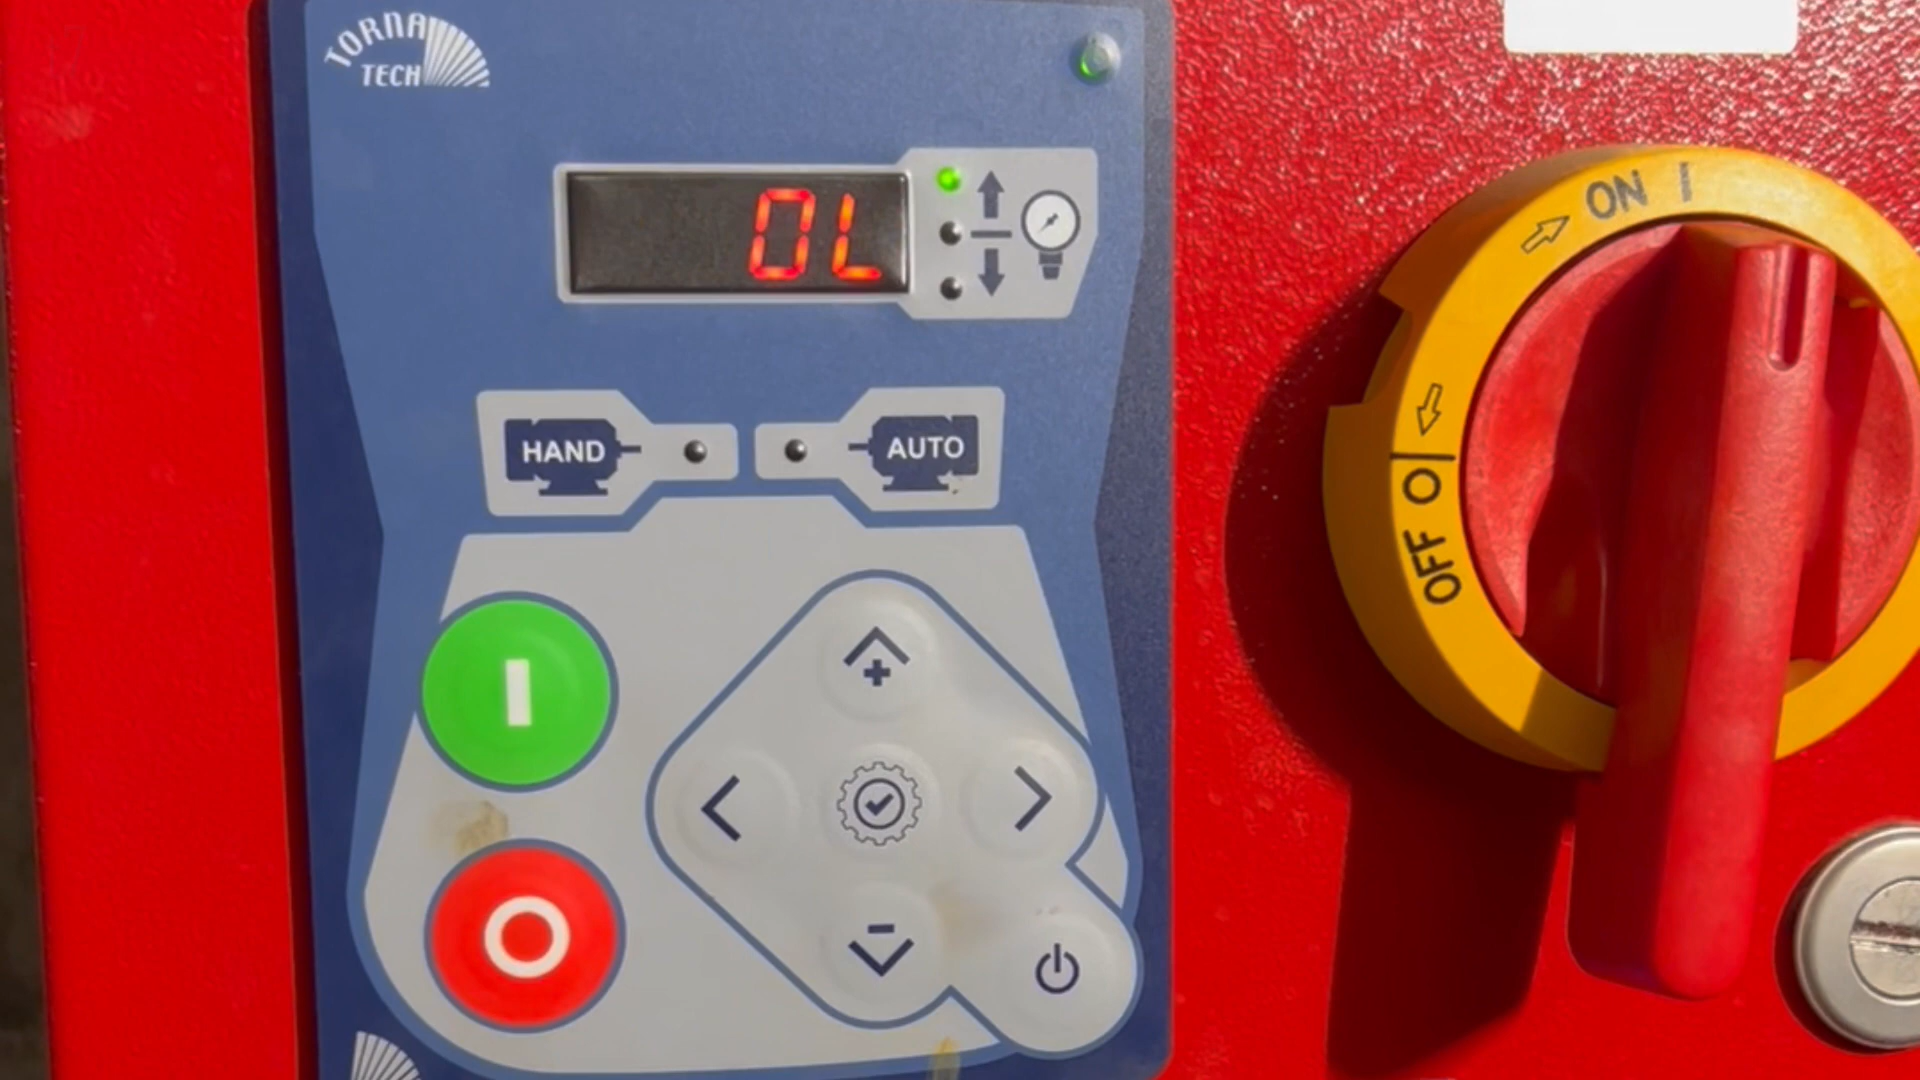 TORNA
TECH
OL
ON I
HAND
AUTO
OFF O